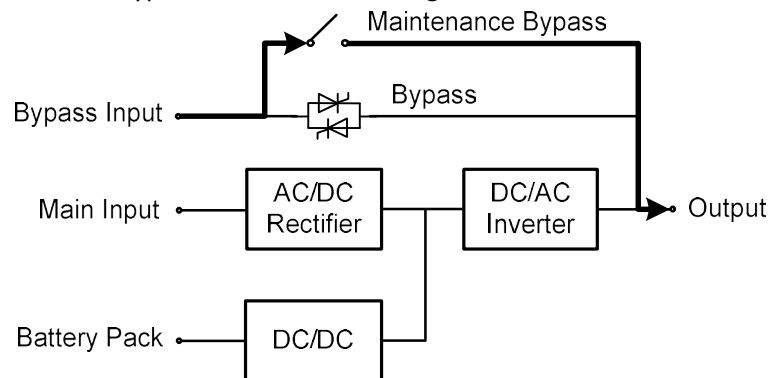 Maintenance Bypass
Bypass
Bypass Input
AC/DC
Rectifier
DC/AC
Inverter
Main Input
Output
Battery Pack
DC/DC